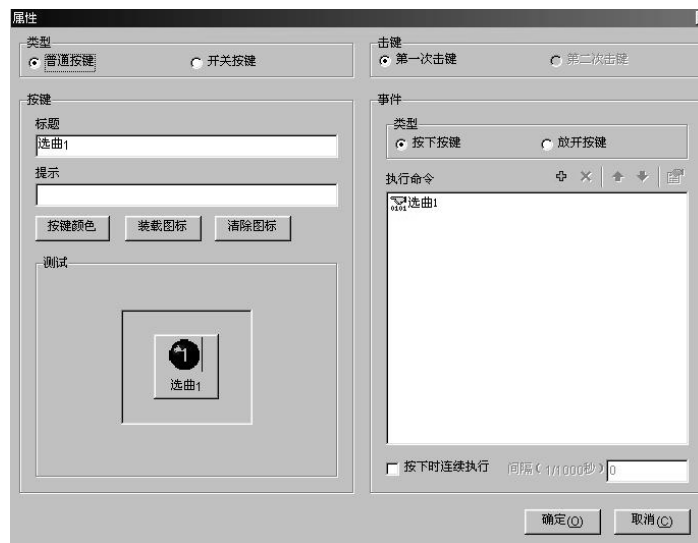 属性
类型
普通按键
开关按键
击键
第一次击键
第二次击键
按键
标题
选曲1
提示
按键颜色
装载图标
清除图标
测试
1
选曲1
事件
类型
按下按键
放开按键
执行命令
0101
选曲1
按下时连续执行
间隔(1/1000秒)
0
确定(O)
取消(C)